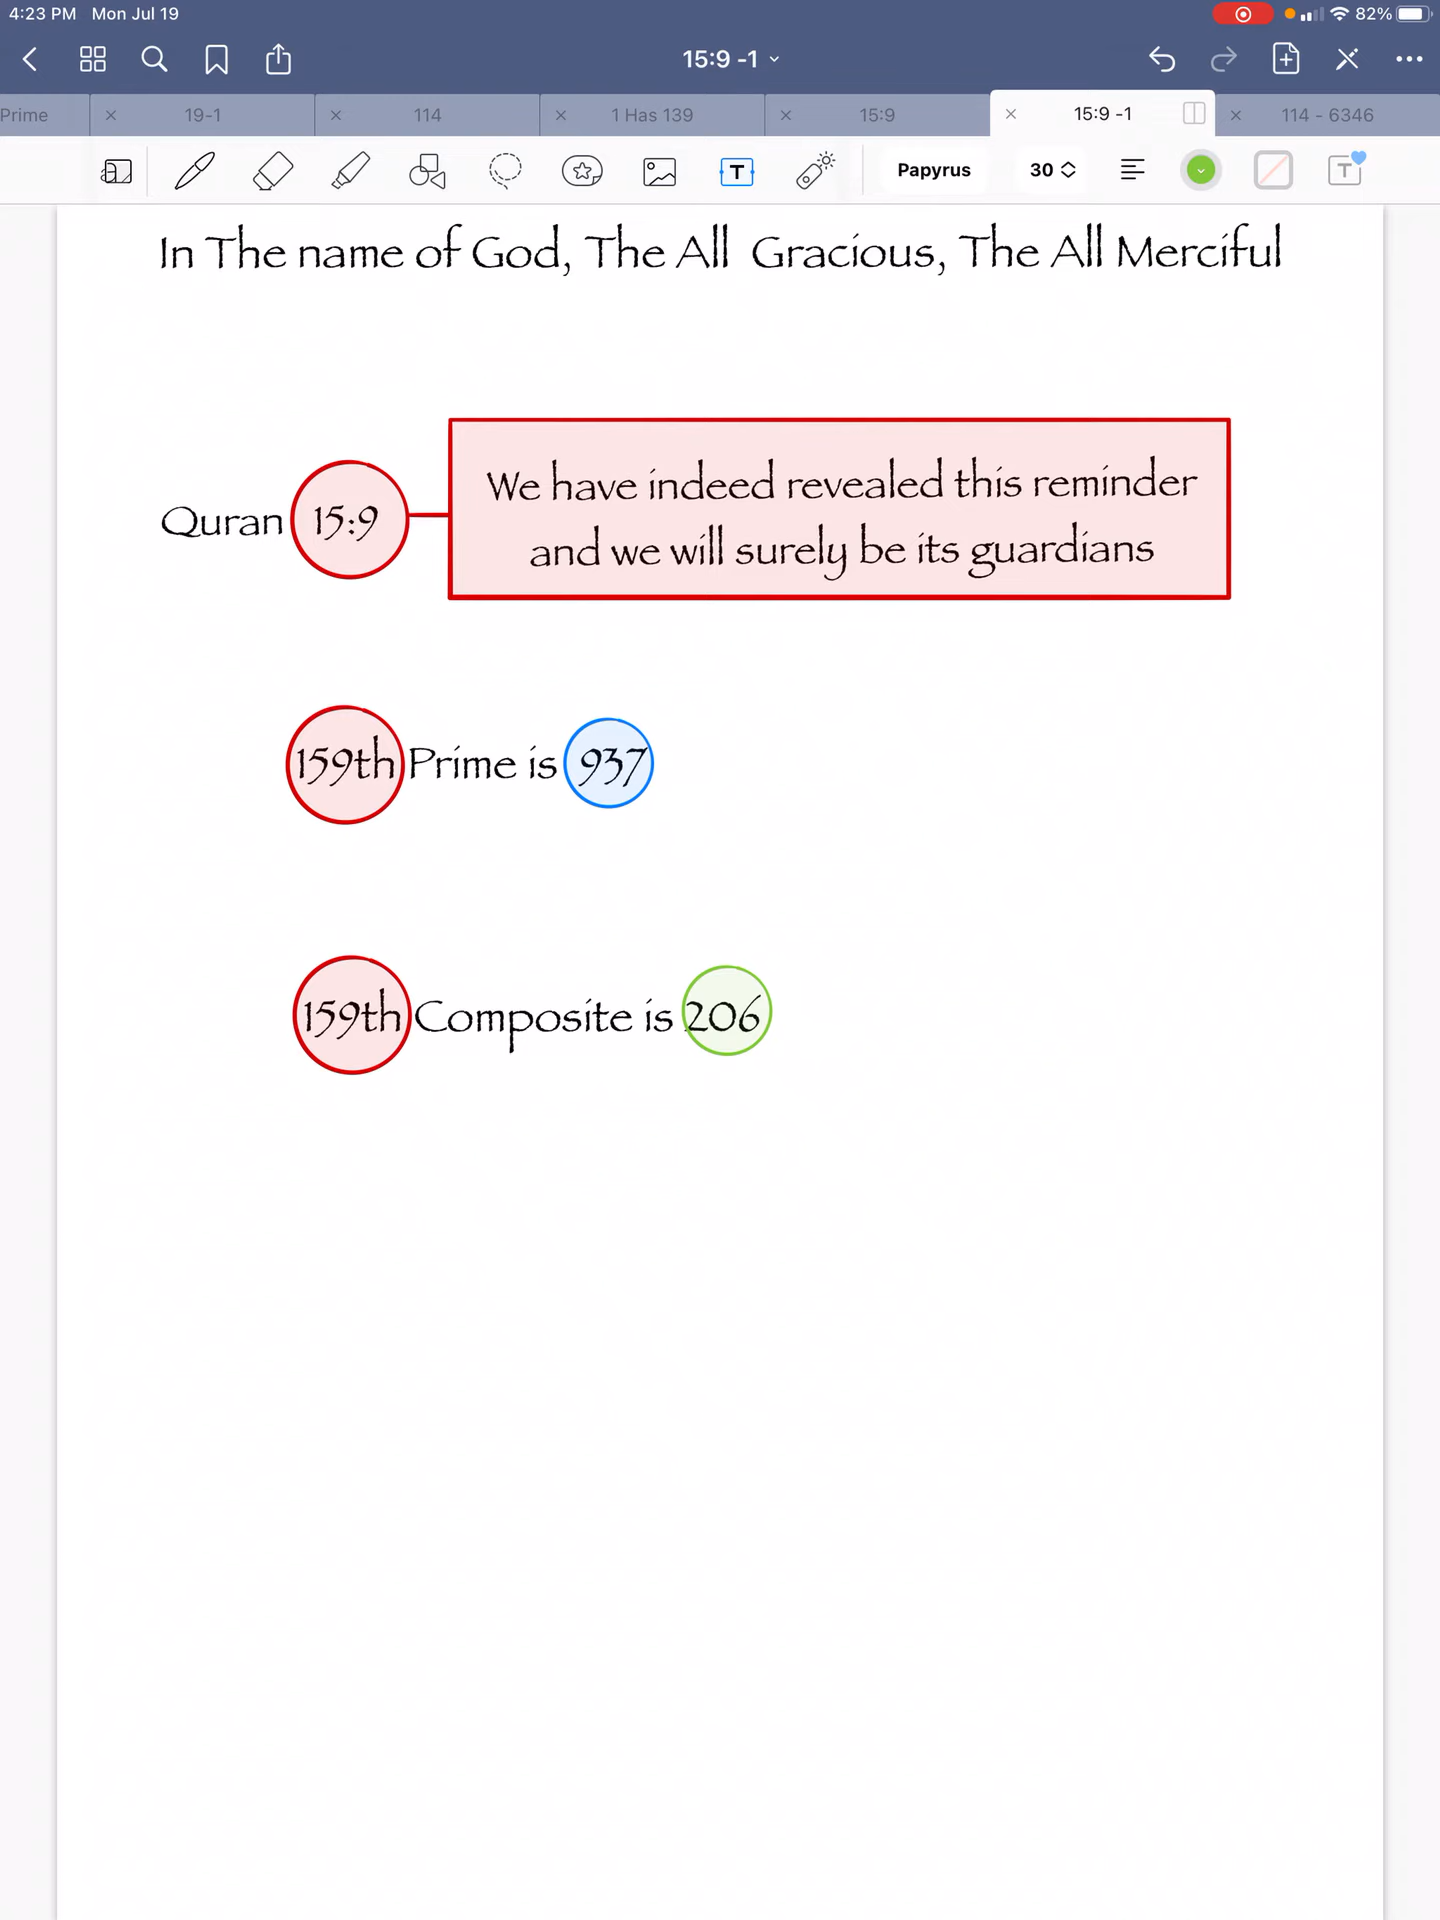 4:23 PM Mon Jul 19
82%
15:9 -1
Prime
19-1
114
1 Has 139
15:9
15:9 -1
114 - 6346
T
Papyrus
30
T
In The name of God, The All Gracious, The All Merciful
We have indeed revealed this reminder
Quran 15:9
and we will surely be its guardians
159th Prime is 937
159th Composite is 206